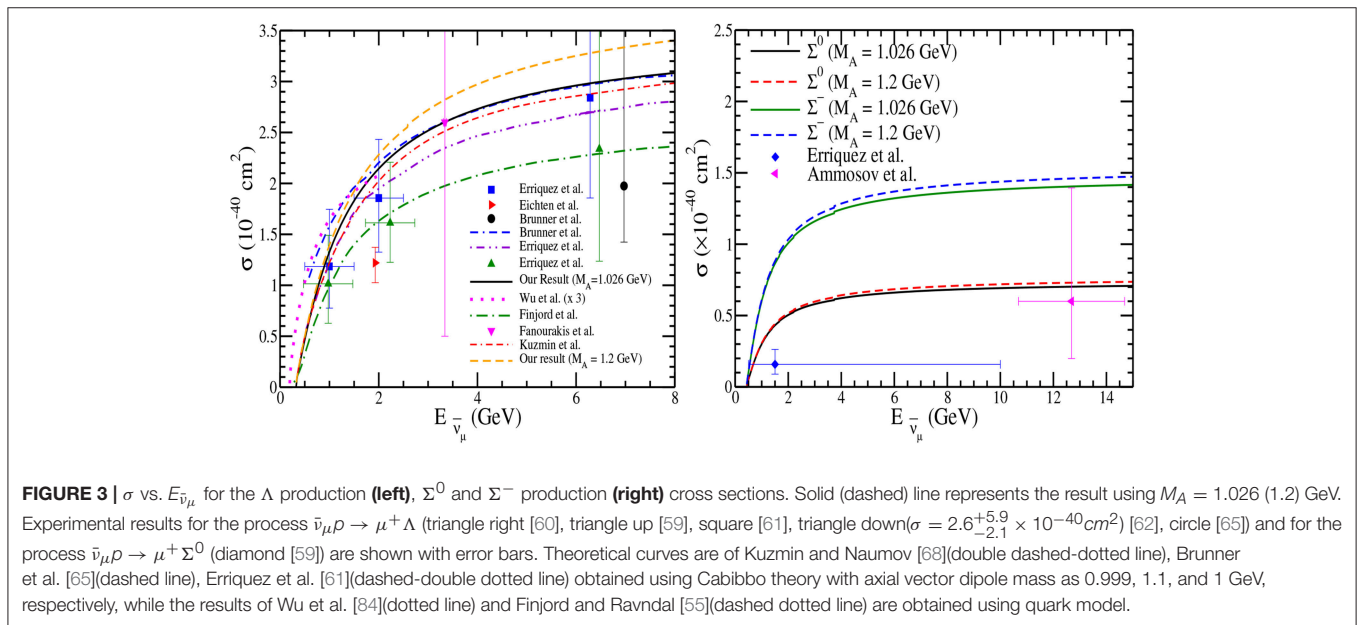 3.5
3
2.5
2
1.5
1
0.5
0
σ (10⁻⁴⁰ cm²)
0 2 4 6 8
E ν̄μ (GeV)
Erriquez et al.
Eichten et al.
Brunner et al.
Brunner et al.
Erriquez et al.
Erriquez et al.
Our Result (M_A=1.026 GeV)
Wu et al. (x 3)
Finjord et al.
Fanourakis et al.
Kuzmin et al.
Our result (M_A = 1.2 GeV)
2.5
2
1.5
1
0.5
0
σ (×10⁻⁴⁰ cm²)
0 2 4 6 8 10 12 14
E ν̄μ (GeV)
Σ⁰ (M_A = 1.026 GeV)
Σ⁰ (M_A = 1.2 GeV)
Σ⁻ (M_A = 1.026 GeV)
Σ⁻ (M_A = 1.2 GeV)
Erriquez et al.
Ammosov et al.
FIGURE 3 | σ vs. E_ν̄μ for the Λ production (left), Σ⁰ and Σ⁻ production (right) cross sections. Solid (dashed) line represents the result using M_A = 1.026 (1.2) GeV.
Experimental results for the process ν̄μp → μ⁺Λ (triangle right [60], triangle up [59], square [61], triangle down(σ = 2.6^{+5.9}_{−2.1} × 10⁻⁴⁰cm²) [62], circle [65]) and for the
process ν̄μp → μ⁺Σ⁰ (diamond [59]) are shown with error bars. Theoretical curves are of Kuzmin and Naumov [68](double dashed-dotted line), Brunner
et al. [65](dashed line), Erriquez et al. [61](dashed-double dotted line) obtained using Cabibbo theory with axial vector dipole mass as 0.999, 1.1, and 1 GeV,
respectively, while the results of Wu et al. [84](dotted line) and Finjord and Ravndal [55](dashed dotted line) are obtained using quark model.